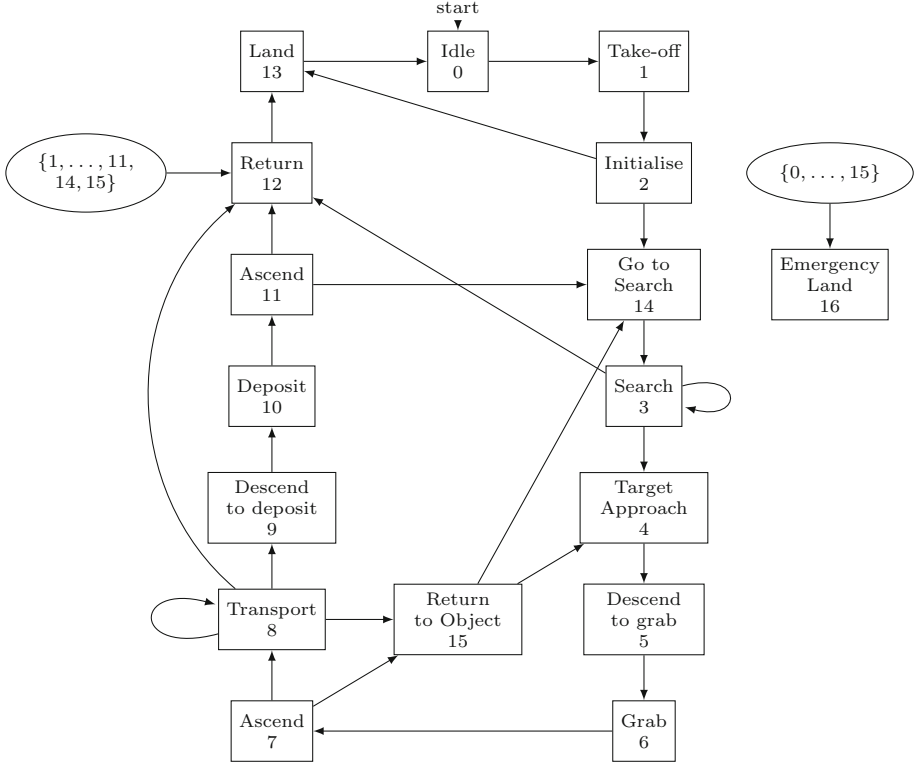 start
Land
13
Idle
0
Take-off
1
{1, . . . , 11,
14, 15}
Return
12
Initialise
2
{0, . . . , 15}
Ascend
11
Go to
Search
14
Emergency
Land
16
Deposit
10
Search
3
Descend
to deposit
9
Target
Approach
4
Transport
8
Return
to Object
15
Descend
to grab
5
Ascend
7
Grab
6